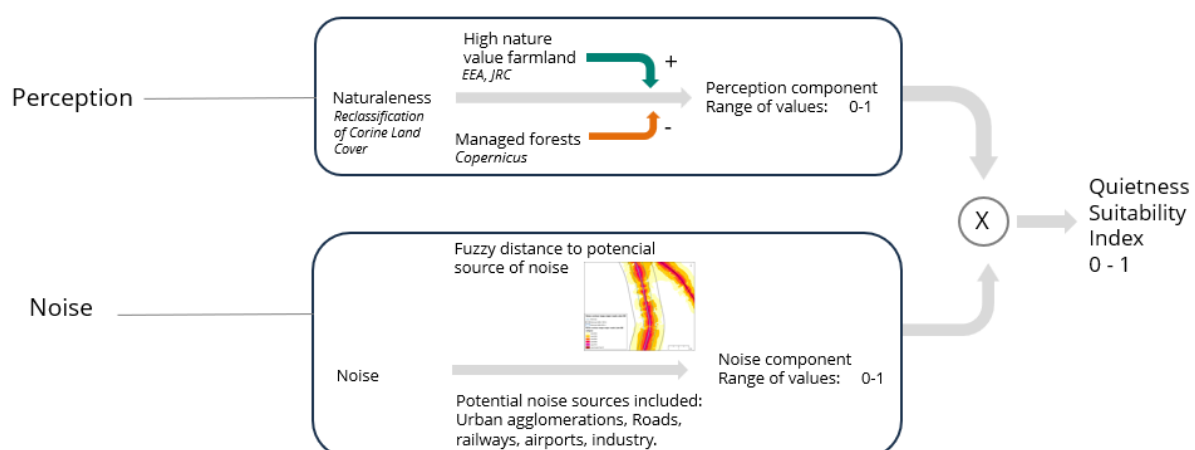 Perception
High nature
value farmland
EEA, JRC
+
Naturaleness
Reclassification
of Corine Land
Cover
Managed forests
Copernicus
-
Perception component
Range of values: 0-1
X
Quietness
Suitability
Index
0 - 1
Noise
Fuzzy distance to potencial
source of noise
Noise
Noise component
Range of values: 0-1
Potential noise sources included:
Urban agglomerations, Roads,
railways, airports, industry.